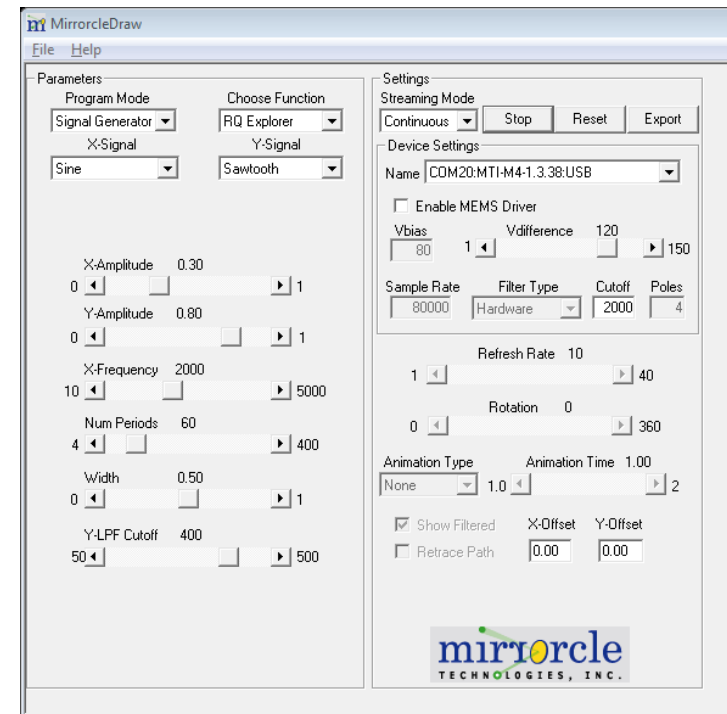 MirrorcleDraw
File Help
Parameters
Program Mode Choose Function
Signal Generator RQ Explorer
X-Signal Y-Signal
Sine Sawtooth
X-Amplitude 0.30
0 1
Y-Amplitude 0.80
0 1
X-Frequency 2000
10 5000
Num Periods 60
4 400
Width 0.50
0 1
Y-LPF Cutoff 400
50 500
Settings
Streaming Mode
Continuous Stop Reset Export
Device Settings
Name COM20:MTI-M4-1.3.38:USB
Enable MEMS Driver
Vbias Vdifference 120
80 1 150
Sample Rate Filter Type Cutoff Poles
80000 Hardware 2000 4
Refresh Rate 10
1 40
Rotation 0
0 360
Animation Type Animation Time 1.00
None 1.0 2
Show Filtered X-Offset Y-Offset
Retrace Path 0.00 0.00
mirrorcle
TECHNOLOGIES, INC.